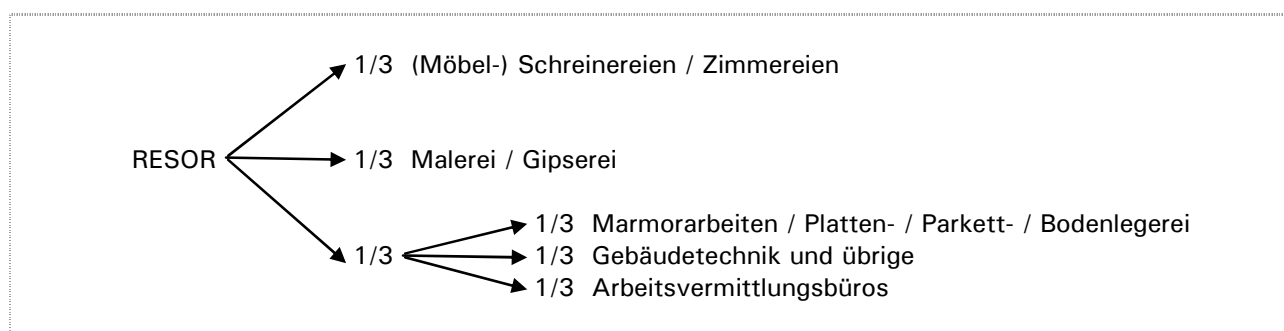 1/3 (Möbel-) Schreinereien / Zimmereien
RESOR
1/3 Malerei / Gipserei
1/3
1/3 Marmorarbeiten / Platten- / Parkett- / Bodenlegerei
1/3 Gebäudetechnik und übrige
1/3 Arbeitsvermittlungsbüros